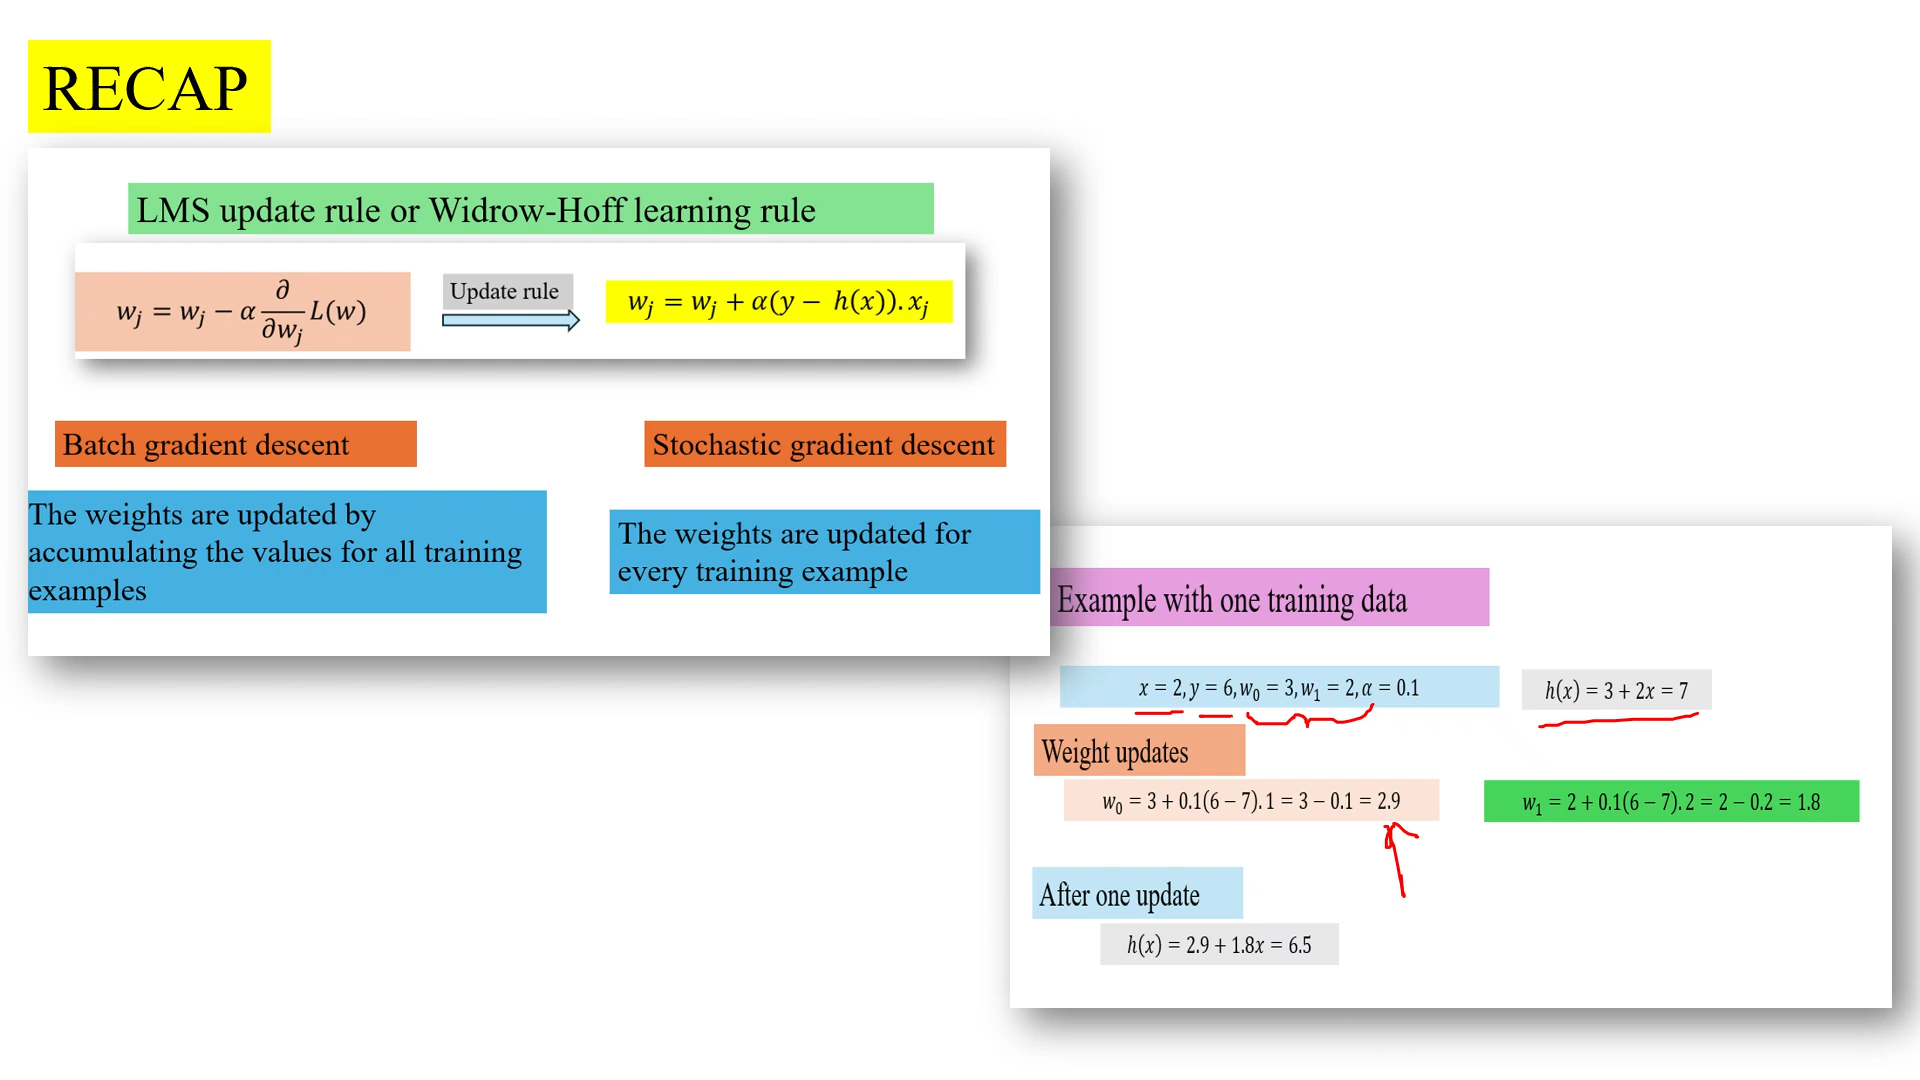 RECAP
LMS update rule or Widrow-Hoff learning rule
w_j = w_j − α ∂/∂w_j L(w)
Update rule
w_j = w_j + α(y − h(x)). x_j
Batch gradient descent
Stochastic gradient descent
The weights are updated by
accumulating the values for all training
examples
The weights are updated for
every training example
Example with one training data
x = 2, y = 6, w₀ = 3, w₁ = 2, α = 0.1
h(x) = 3 + 2x = 7
Weight updates
w₀ = 3 + 0.1(6 − 7). 1 = 3 − 0.1 = 2.9
w₁ = 2 + 0.1(6 − 7). 2 = 2 − 0.2 = 1.8
After one update
h(x) = 2.9 + 1.8x = 6.5